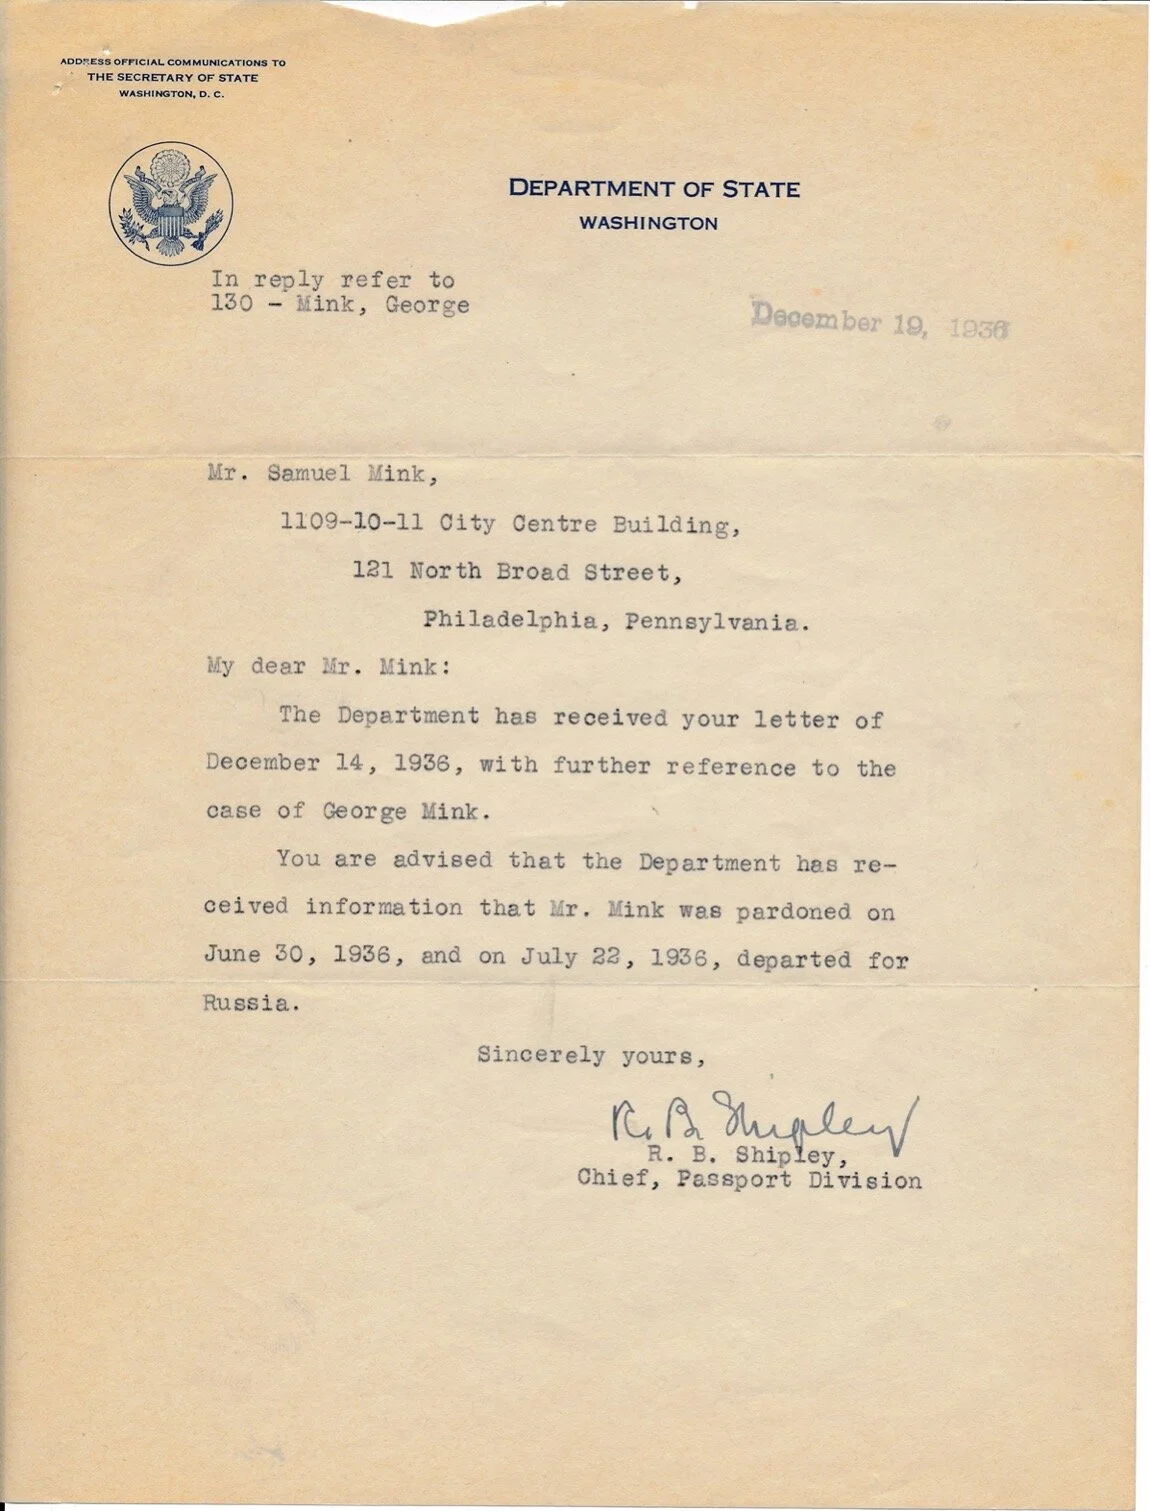 ADDRESS OFFICIAL COMMUNICATIONS TO
THE SECRETARY OF STATE
WASHINGTON, D. C.
DEPARTMENT OF STATE
WASHINGTON
In reply refer to
130 - Mink, George
December 19, 1936
Mr. Samuel Mink,
1109-10-11 City Centre Building,
121 North Broad Street,
Philadelphia, Pennsylvania.
My dear Mr. Mink:
The Department has received your letter of
December 14, 1936, with further reference to the
case of George Mink.
You are advised that the Department has re-
ceived information that Mr. Mink was pardoned on
June 30, 1936, and on July 22, 1936, departed for
Russia.
Sincerely yours,
R. B. Shipley
R. B. Shipley,
Chief, Passport Division